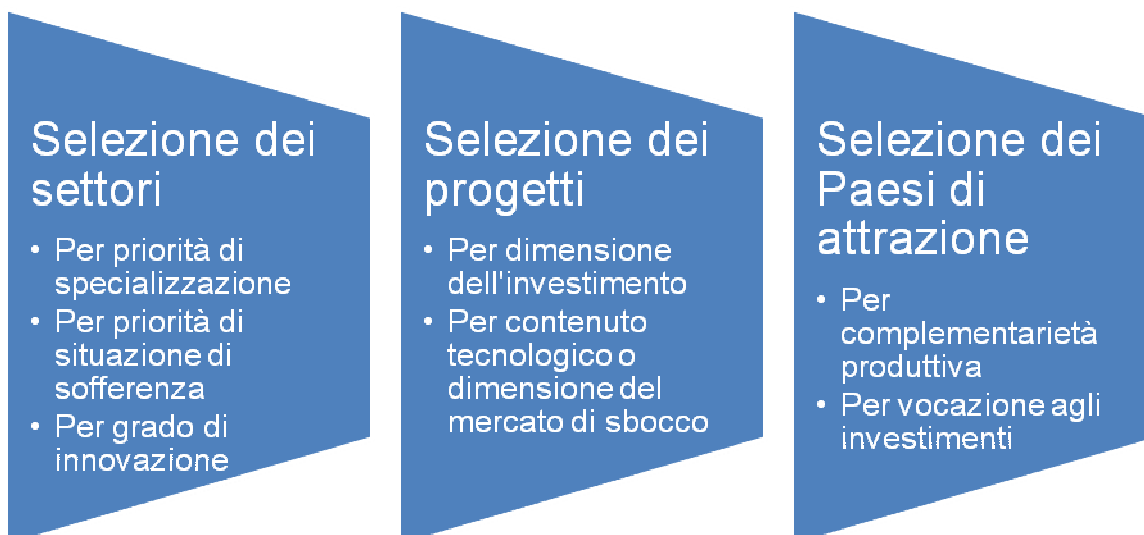 Selezione dei
settori
• Per priorità di
specializzazione
• Per priorità di
situazione di
sofferenza
• Per grado di
innovazione
Selezione dei
progetti
• Per dimensione
dell'investimento
• Per contenuto
tecnologico o
dimensione del
mercato di sbocco
Selezione dei
Paesi di
attrazione
• Per
complementarietà
produttiva
• Per vocazione agli
investimenti